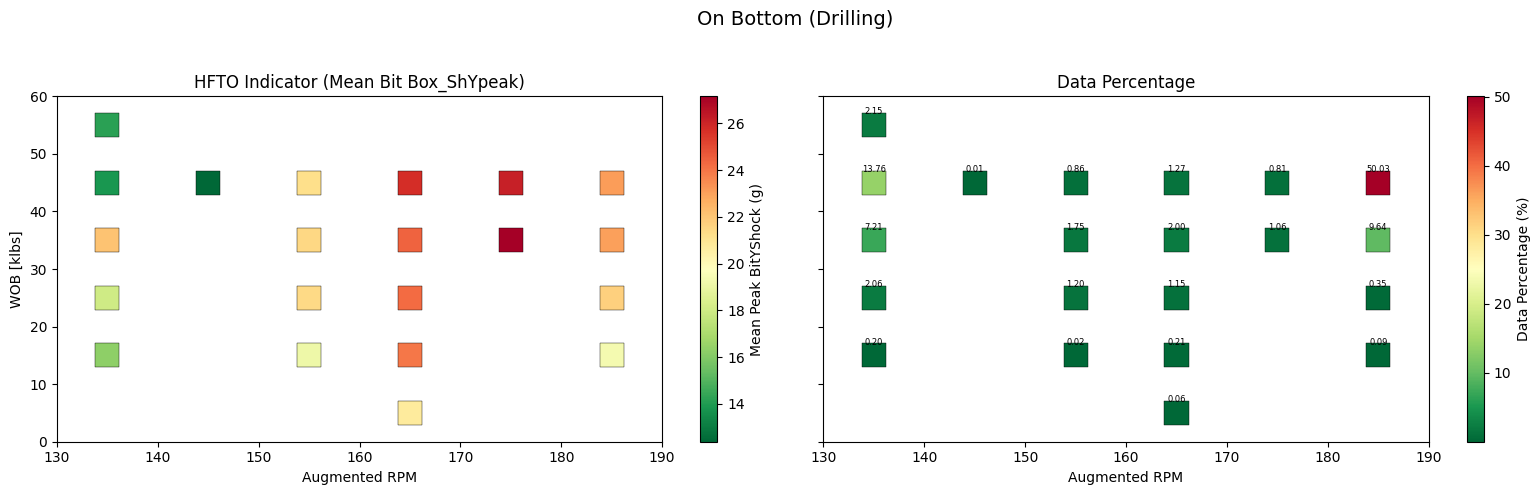 On Bottom (Drilling)
HFTO Indicator (Mean Bit Box_ShYpeak)
60
50
40
30
20
10
0
WOB [klbs]
130 140 150 160 170 180 190
Augmented RPM
26
24
22
20
18
16
14
Mean Peak BitYShock (g)
Data Percentage
2.15
13.76 0.01 0.86 1.27 0.81 50.03
7.21 1.75 2.00 1.06 9.64
2.06 1.20 1.15 0.35
0.20 0.02 0.21 0.09
0.06
130 140 150 160 170 180 190
Augmented RPM
50
40
30
20
10
Data Percentage (%)